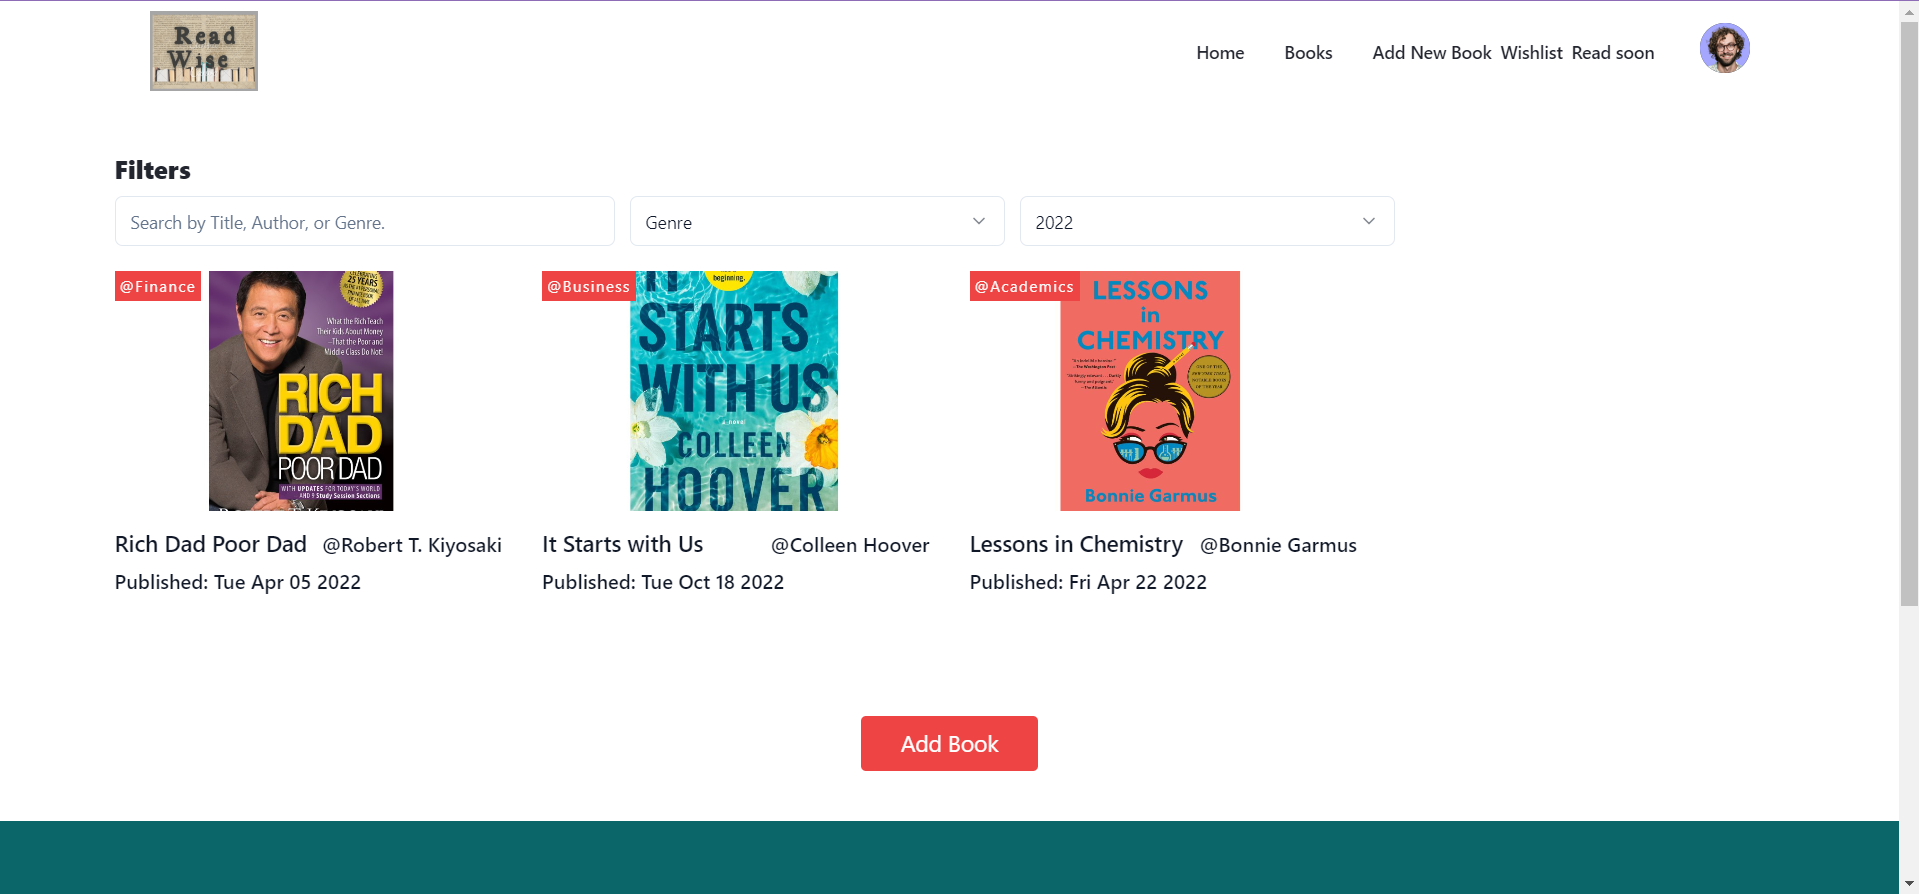 Read
Wise
Home Books Add New Book Wishlist Read soon
Filters
Search by Title, Author, or Genre.
Genre
2022
@Finance
25 YEARS
What the Rich Teach
Their Kids About Money
–That the Poor and
Middle Class Do Not!
RICH
DAD
POOR DAD
WITH UPDATES FOR TODAY'S WORLD
AND 9 Study Session Sections
Rich Dad Poor Dad @Robert T. Kiyosaki
Published: Tue Apr 05 2022
@Business
beginning.
STARTS
WITH US
a novel
COLLEEN
HOOVER
It Starts with Us @Colleen Hoover
Published: Tue Oct 18 2022
@Academics
LESSONS
in
CHEMISTRY
Bonnie Garmus
Lessons in Chemistry @Bonnie Garmus
Published: Fri Apr 22 2022
Add Book